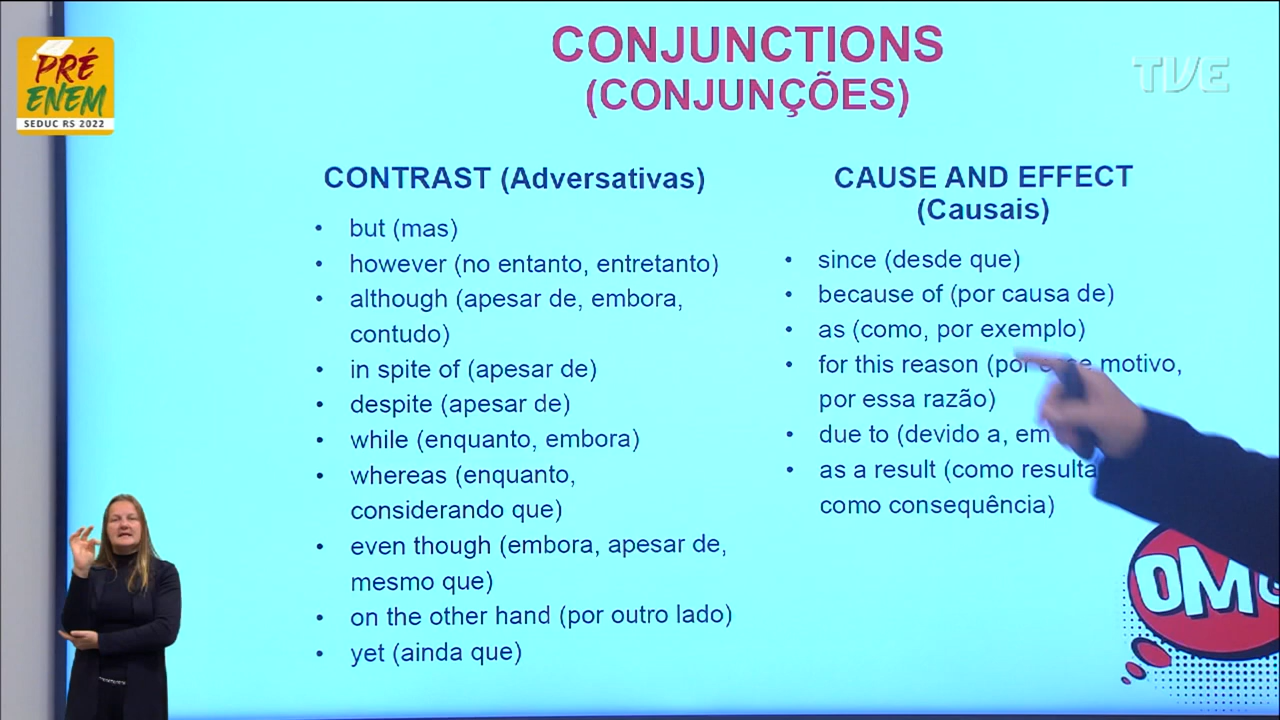 PRÉ
ENEM
SEDUC RS 2022
TVE
CONJUNCTIONS
(CONJUNÇÕES)
CONTRAST (Adversativas)
• but (mas)
• however (no entanto, entretanto)
• although (apesar de, embora,
contudo)
• in spite of (apesar de)
• despite (apesar de)
• while (enquanto, embora)
• whereas (enquanto,
considerando que)
• even though (embora, apesar de,
mesmo que)
• on the other hand (por outro lado)
• yet (ainda que)
CAUSE AND EFFECT
(Causais)
• since (desde que)
• because of (por causa de)
• as (como, por exemplo)
• for this reason (por motivo,
por essa razão)
• due to (devido a, em
• as a result (como
como consequência)